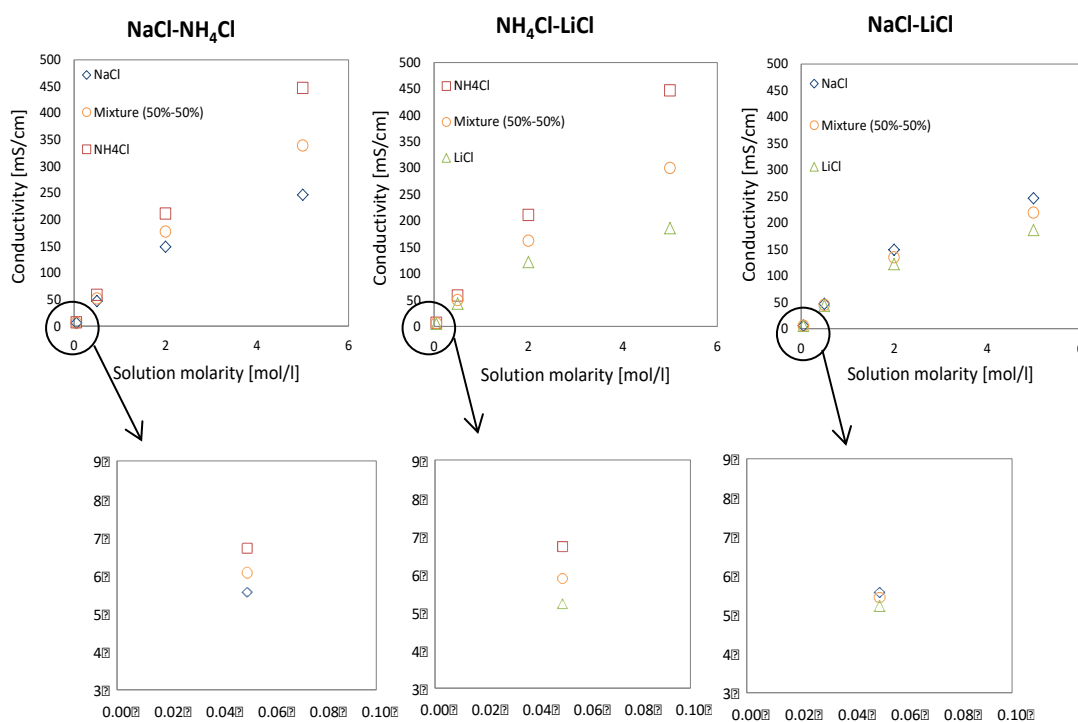 NaCl-NH₄Cl
Conductivity [mS/cm]
500
450
400
350
300
250
200
150
100
50
0
NaCl
Mixture (50%-50%)
NH4Cl
0 2 4 6
Solution molarity [mol/l]
NH₄Cl-LiCl
Conductivity [mS/cm]
500
450
400
350
300
250
200
150
100
50
0
NH4Cl
Mixture (50%-50%)
LiCl
0 2 4 6
Solution molarity [mol/l]
NaCl-LiCl
Conductivity [mS/cm]
500
450
400
350
300
250
200
150
100
50
0
NaCl
Mixture (50%-50%)
LiCl
0 2 4 6
Solution molarity [mol/l]
9
8
7
6
5
4
3
0.00 0.02 0.04 0.06 0.08 0.10
9
8
7
6
5
4
3
0.00 0.02 0.04 0.06 0.08 0.10
9
8
7
6
5
4
3
0.00 0.02 0.04 0.06 0.08 0.10